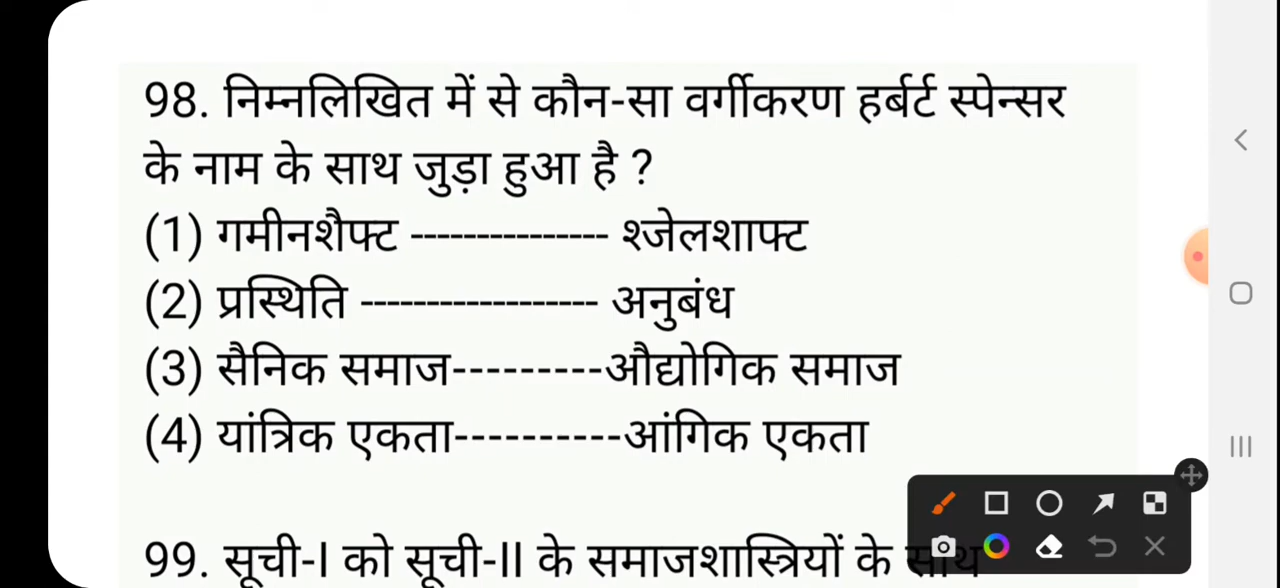 98. निम्नलिखित में से कौन-सा वर्गीकरण हर्बर्ट स्पेन्सर
के नाम के साथ जुड़ा हुआ है ?
(1) गमीनशैफ्ट --------------- श्जेलशाफ्ट
(2) प्रस्थिति ------------------ अनुबंध
(3) सैनिक समाज---------औद्योगिक समाज
(4) यांत्रिक एकता----------आंगिक एकता
99. सूची-I को सूची-II के समाजशास्त्रियों के साथ